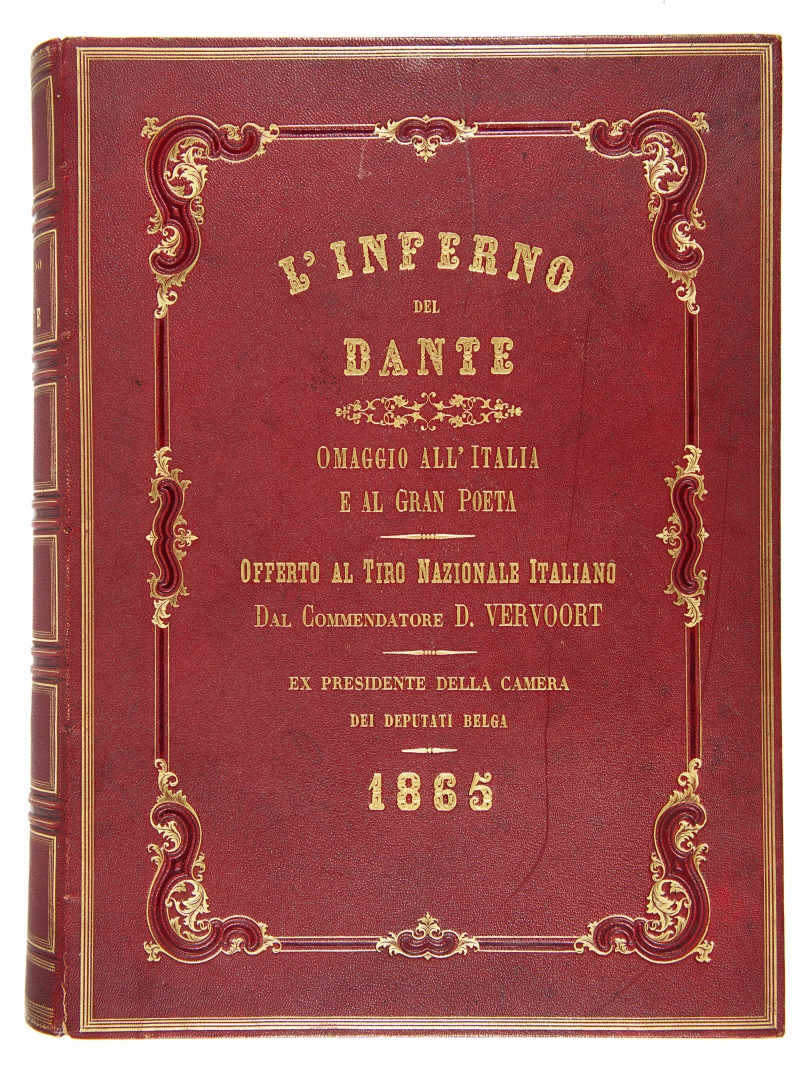 L'INFERNO
DEL
DANTE
OMAGGIO ALL'ITALIA
E AL GRAN POETA
OFFERTO AL TIRO NAZIONALE ITALIANO
DAL COMMENDATORE D. VERVOORT
EX PRESIDENTE DELLA CAMERA
DEI DEPUTATI BELGA
1865